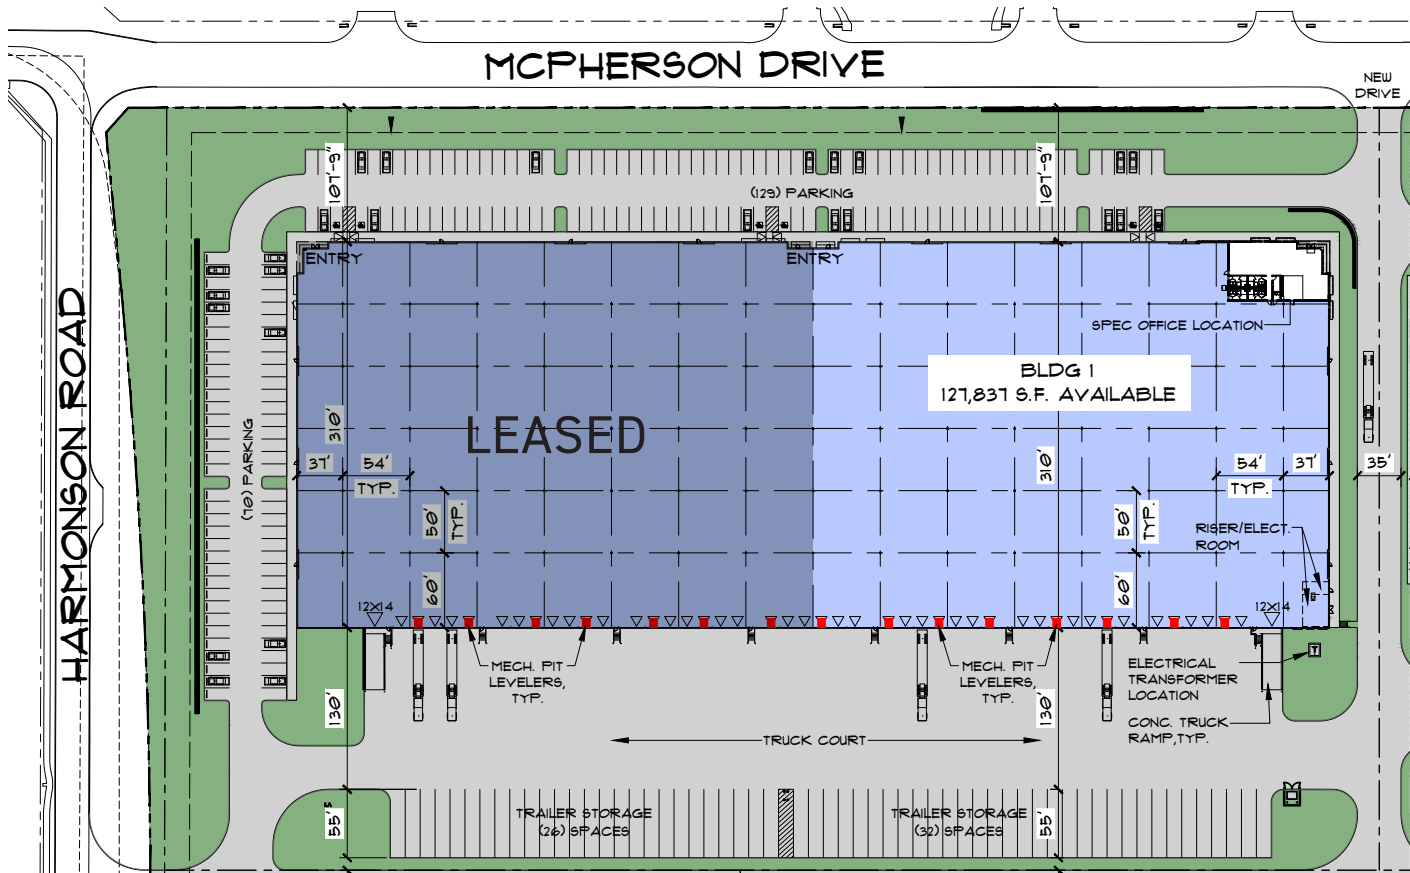 MCPHERSON DRIVE
NEW
DRIVE
107'-9"
107'-9"
(129) PARKING
ENTRY
ENTRY
HARMONSON ROAD
(70) PARKING
SPEC OFFICE LOCATION
BLDG 1
127,837 S.F. AVAILABLE
LEASED
310'
310'
37'
54'
TYP.
54'
TYP.
37'
35'
50'
TYP.
50'
TYP.
RISER/ELECT.
ROOM
60'
60'
12X14
12X14
MECH. PIT
LEVELERS,
TYP.
MECH. PIT
LEVELERS,
TYP.
ELECTRICAL
TRANSFORMER
LOCATION
T
130'
130'
CONC. TRUCK
RAMP,TYP.
TRUCK COURT
55'
TRAILER STORAGE
(26) SPACES
TRAILER STORAGE
(32) SPACES
55'